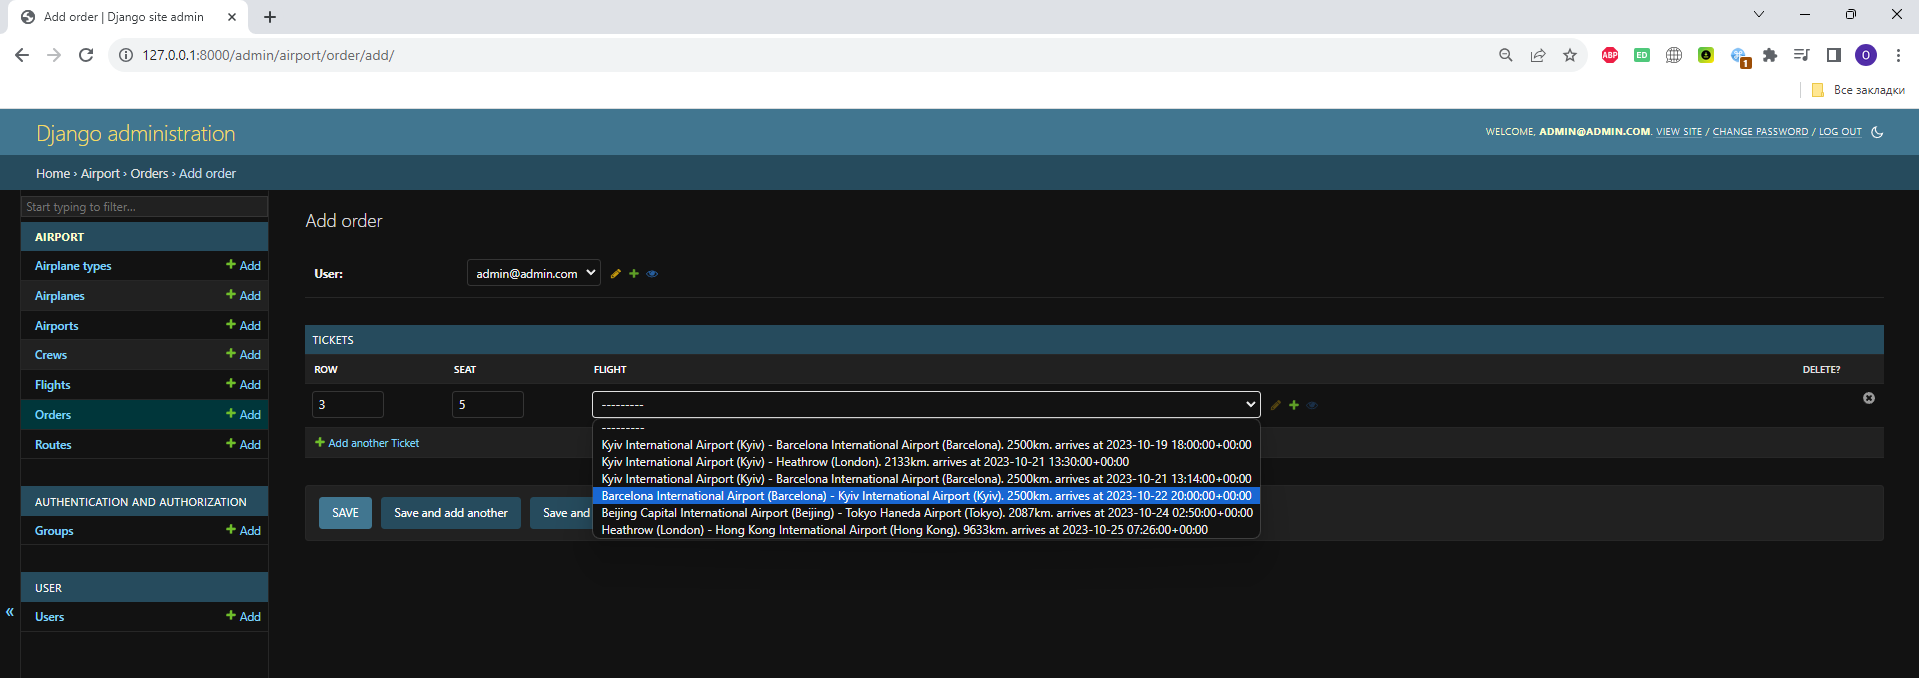 Add order | Django site admin
127.0.0.1:8000/admin/airport/order/add/
ABP
ED
1
O
Все закладки
Django administration
WELCOME, ADMIN@ADMIN.COM. VIEW SITE / CHANGE PASSWORD / LOG OUT
Home › Airport › Orders › Add order
Start typing to filter...
AIRPORT
Airplane types + Add
Airplanes + Add
Airports + Add
Crews + Add
Flights + Add
Orders + Add
Routes + Add
AUTHENTICATION AND AUTHORIZATION
Groups + Add
USER
Users + Add
«
Add order
User: admin@admin.com
TICKETS
ROW SEAT FLIGHT DELETE?
3 5 ---------
+ Add another Ticket
---------
Kyiv International Airport (Kyiv) - Barcelona International Airport (Barcelona). 2500km. arrives at 2023-10-19 18:00:00+00:00
Kyiv International Airport (Kyiv) - Heathrow (London). 2133km. arrives at 2023-10-21 13:30:00+00:00
Kyiv International Airport (Kyiv) - Barcelona International Airport (Barcelona). 2500km. arrives at 2023-10-21 13:14:00+00:00
Barcelona International Airport (Barcelona) - Kyiv International Airport (Kyiv). 2500km. arrives at 2023-10-22 20:00:00+00:00
Beijing Capital International Airport (Beijing) - Tokyo Haneda Airport (Tokyo). 2087km. arrives at 2023-10-24 02:50:00+00:00
Heathrow (London) - Hong Kong International Airport (Hong Kong). 9633km. arrives at 2023-10-25 07:26:00+00:00
SAVE Save and add another Save and